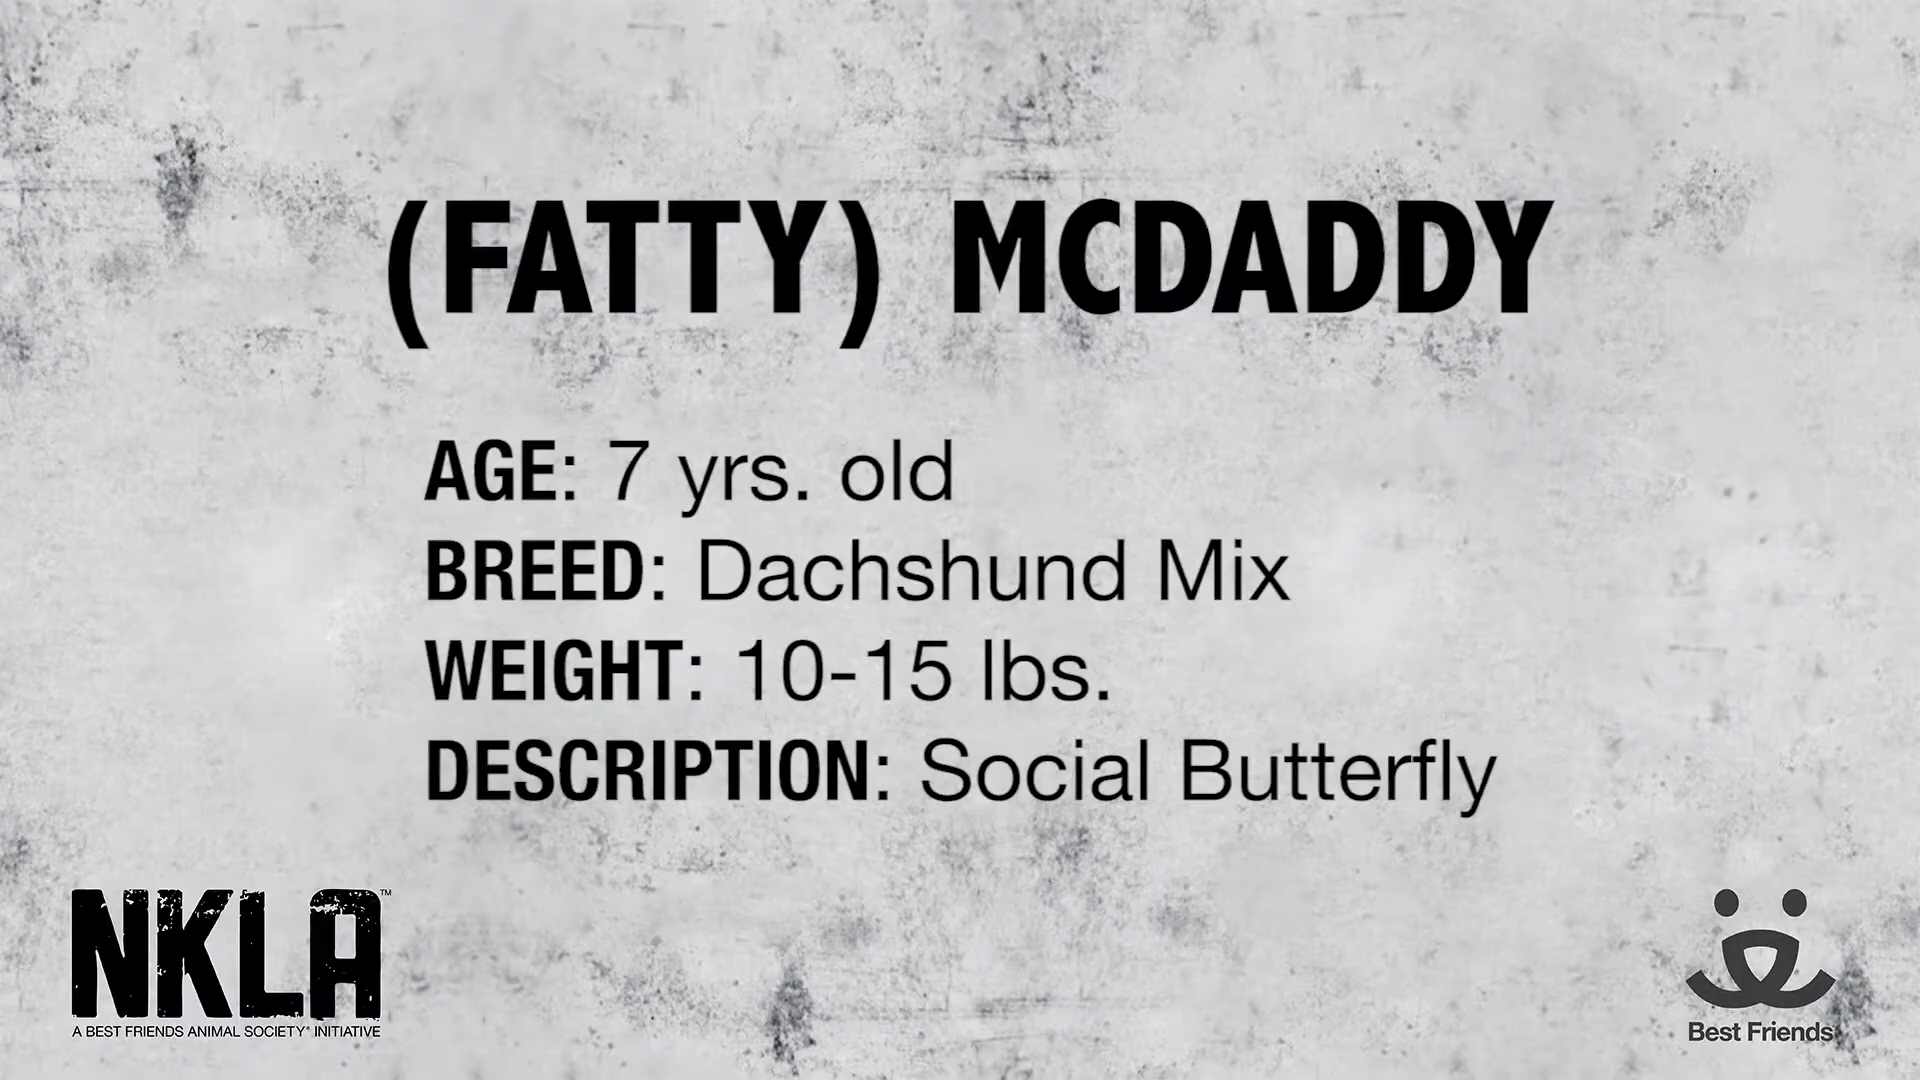 (FATTY) MCDADDY
AGE: 7 yrs. old
BREED: Dachshund Mix
WEIGHT: 10-15 lbs.
DESCRIPTION: Social Butterfly
NKLA™
A BEST FRIENDS ANIMAL SOCIETY® INITIATIVE
Best Friends